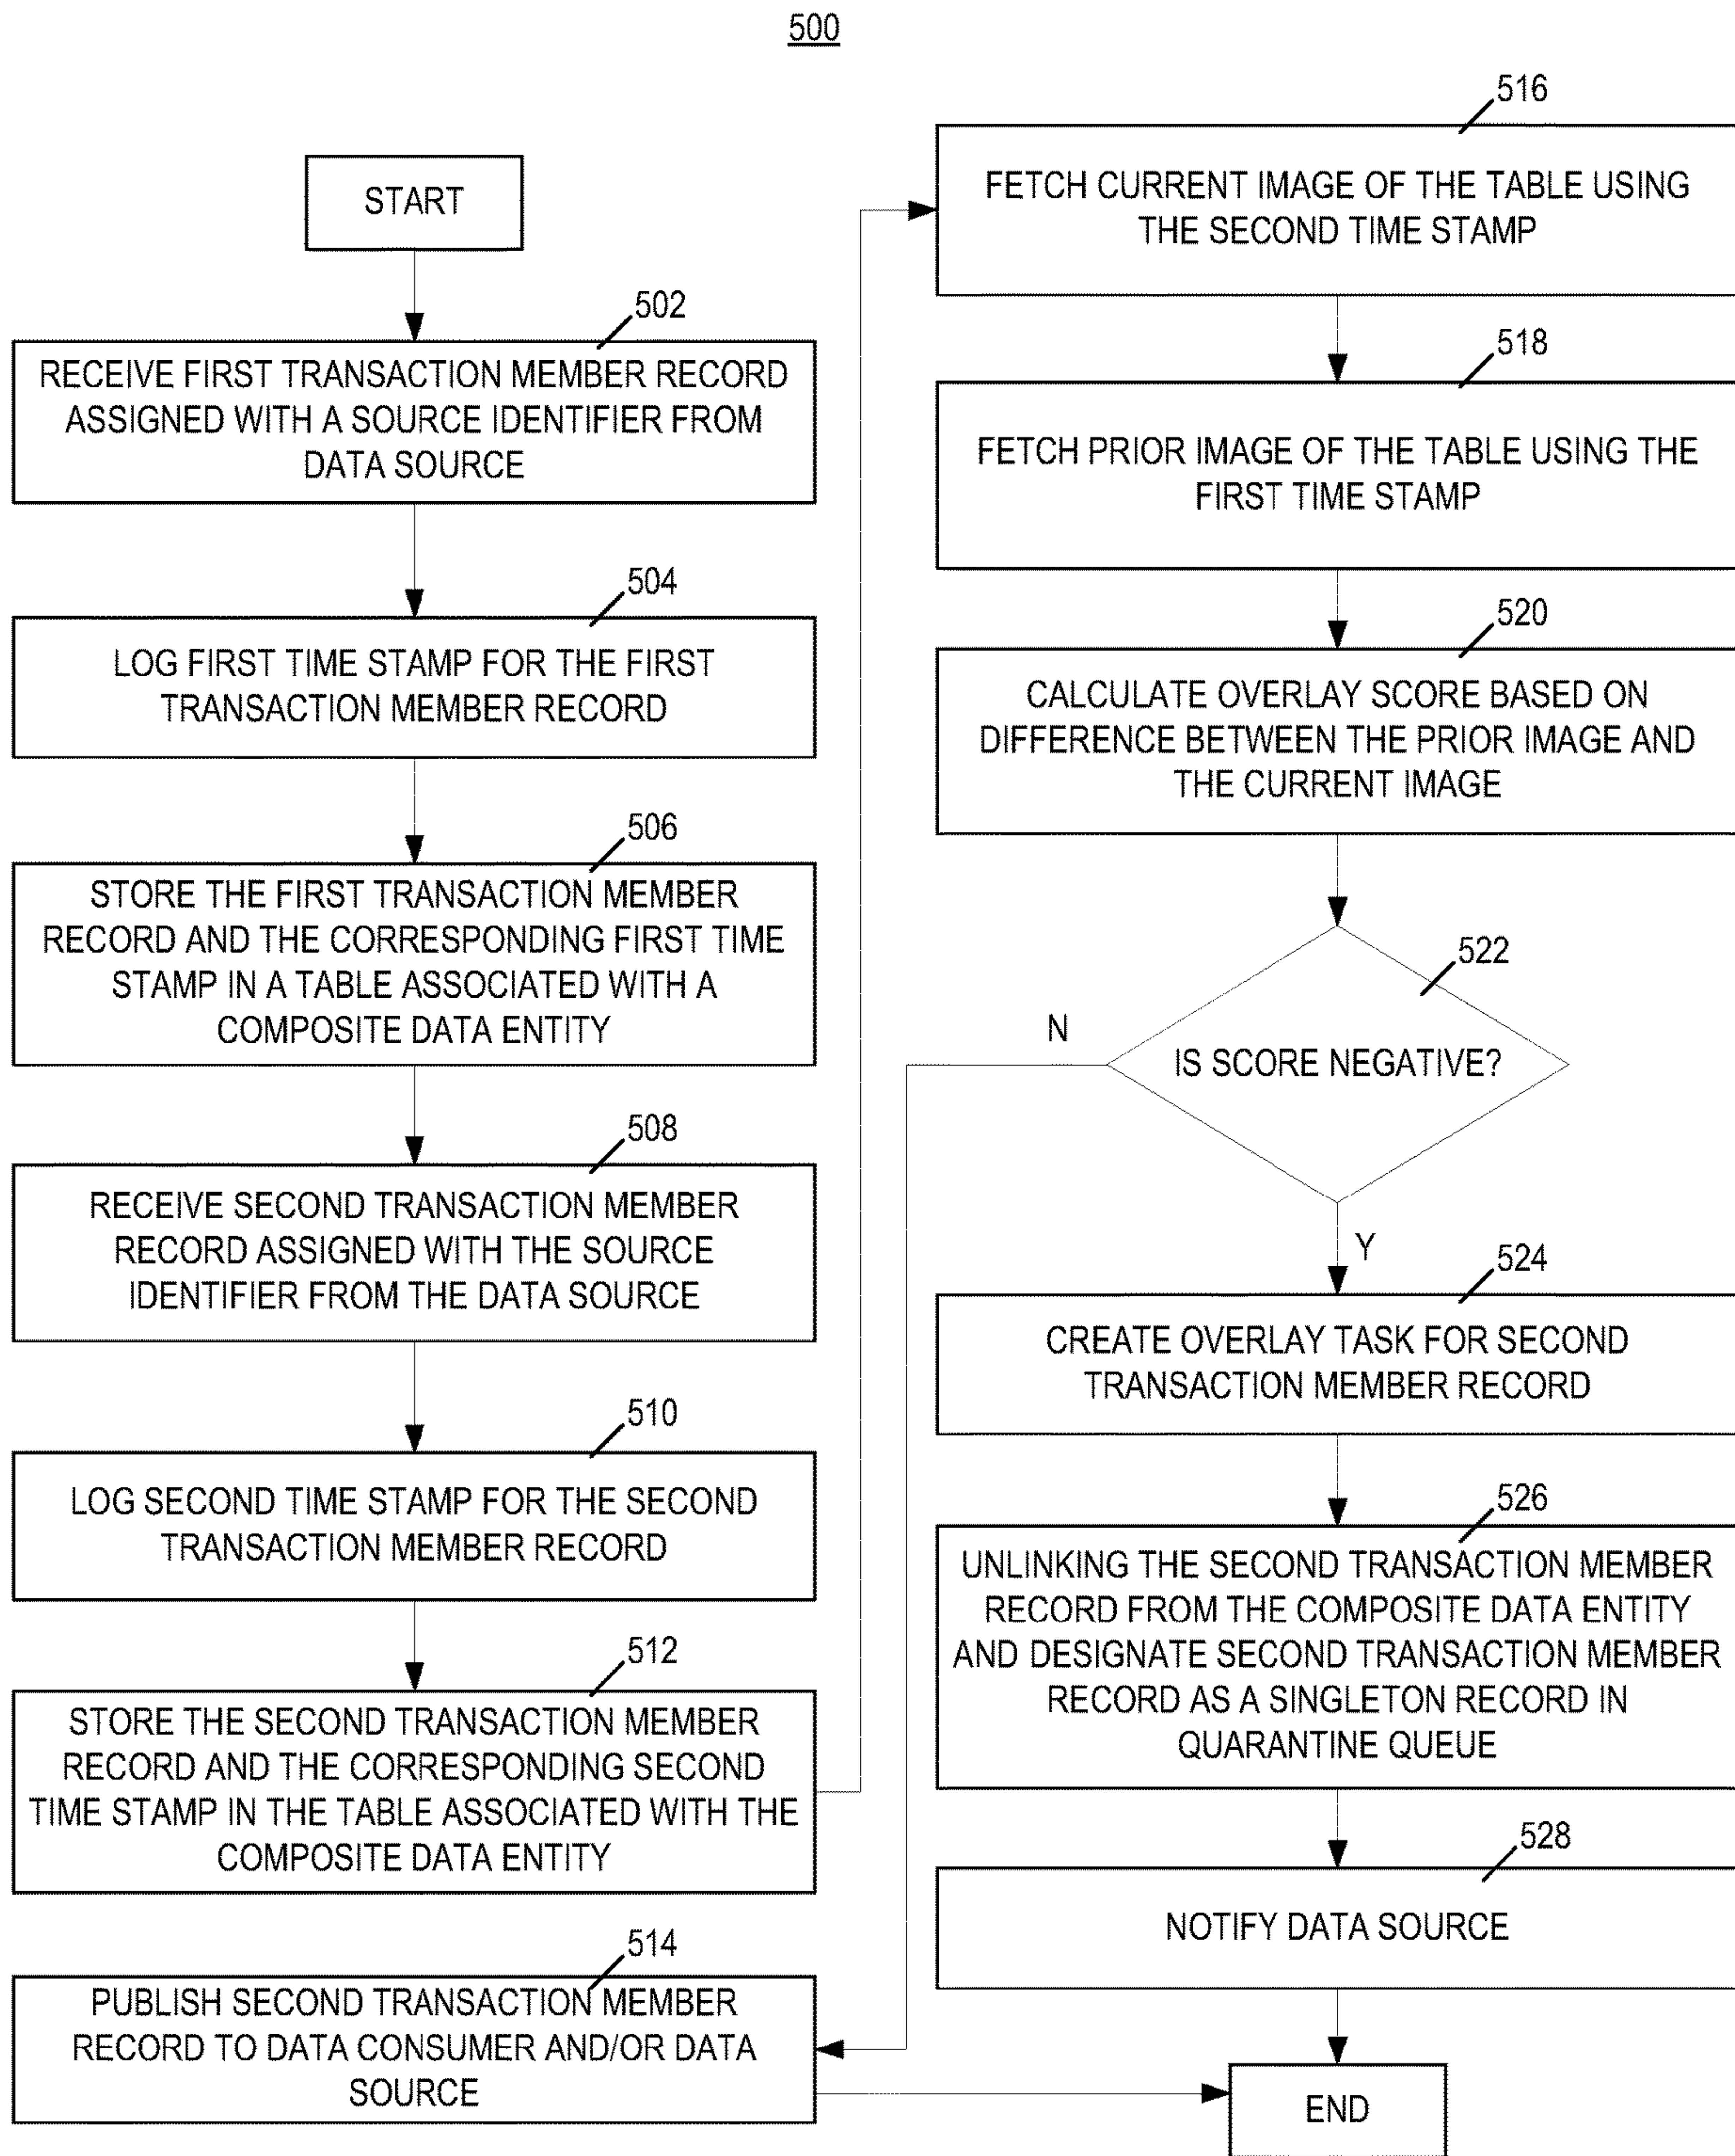 500
START
502
RECEIVE FIRST TRANSACTION MEMBER RECORD
ASSIGNED WITH A SOURCE IDENTIFIER FROM
DATA SOURCE
504
LOG FIRST TIME STAMP FOR THE FIRST
TRANSACTION MEMBER RECORD
506
STORE THE FIRST TRANSACTION MEMBER
RECORD AND THE CORRESPONDING FIRST TIME
STAMP IN A TABLE ASSOCIATED WITH A
COMPOSITE DATA ENTITY
508
RECEIVE SECOND TRANSACTION MEMBER
RECORD ASSIGNED WITH THE SOURCE
IDENTIFIER FROM THE DATA SOURCE
510
LOG SECOND TIME STAMP FOR THE SECOND
TRANSACTION MEMBER RECORD
512
STORE THE SECOND TRANSACTION MEMBER
RECORD AND THE CORRESPONDING SECOND
TIME STAMP IN THE TABLE ASSOCIATED WITH THE
COMPOSITE DATA ENTITY
514
PUBLISH SECOND TRANSACTION MEMBER
RECORD TO DATA CONSUMER AND/OR DATA
SOURCE
516
FETCH CURRENT IMAGE OF THE TABLE USING
THE SECOND TIME STAMP
518
FETCH PRIOR IMAGE OF THE TABLE USING THE
FIRST TIME STAMP
520
CALCULATE OVERLAY SCORE BASED ON
DIFFERENCE BETWEEN THE PRIOR IMAGE AND
THE CURRENT IMAGE
522
N
IS SCORE NEGATIVE?
Y
524
CREATE OVERLAY TASK FOR SECOND
TRANSACTION MEMBER RECORD
526
UNLINKING THE SECOND TRANSACTION MEMBER
RECORD FROM THE COMPOSITE DATA ENTITY
AND DESIGNATE SECOND TRANSACTION MEMBER
RECORD AS A SINGLETON RECORD IN
QUARANTINE QUEUE
528
NOTIFY DATA SOURCE
END